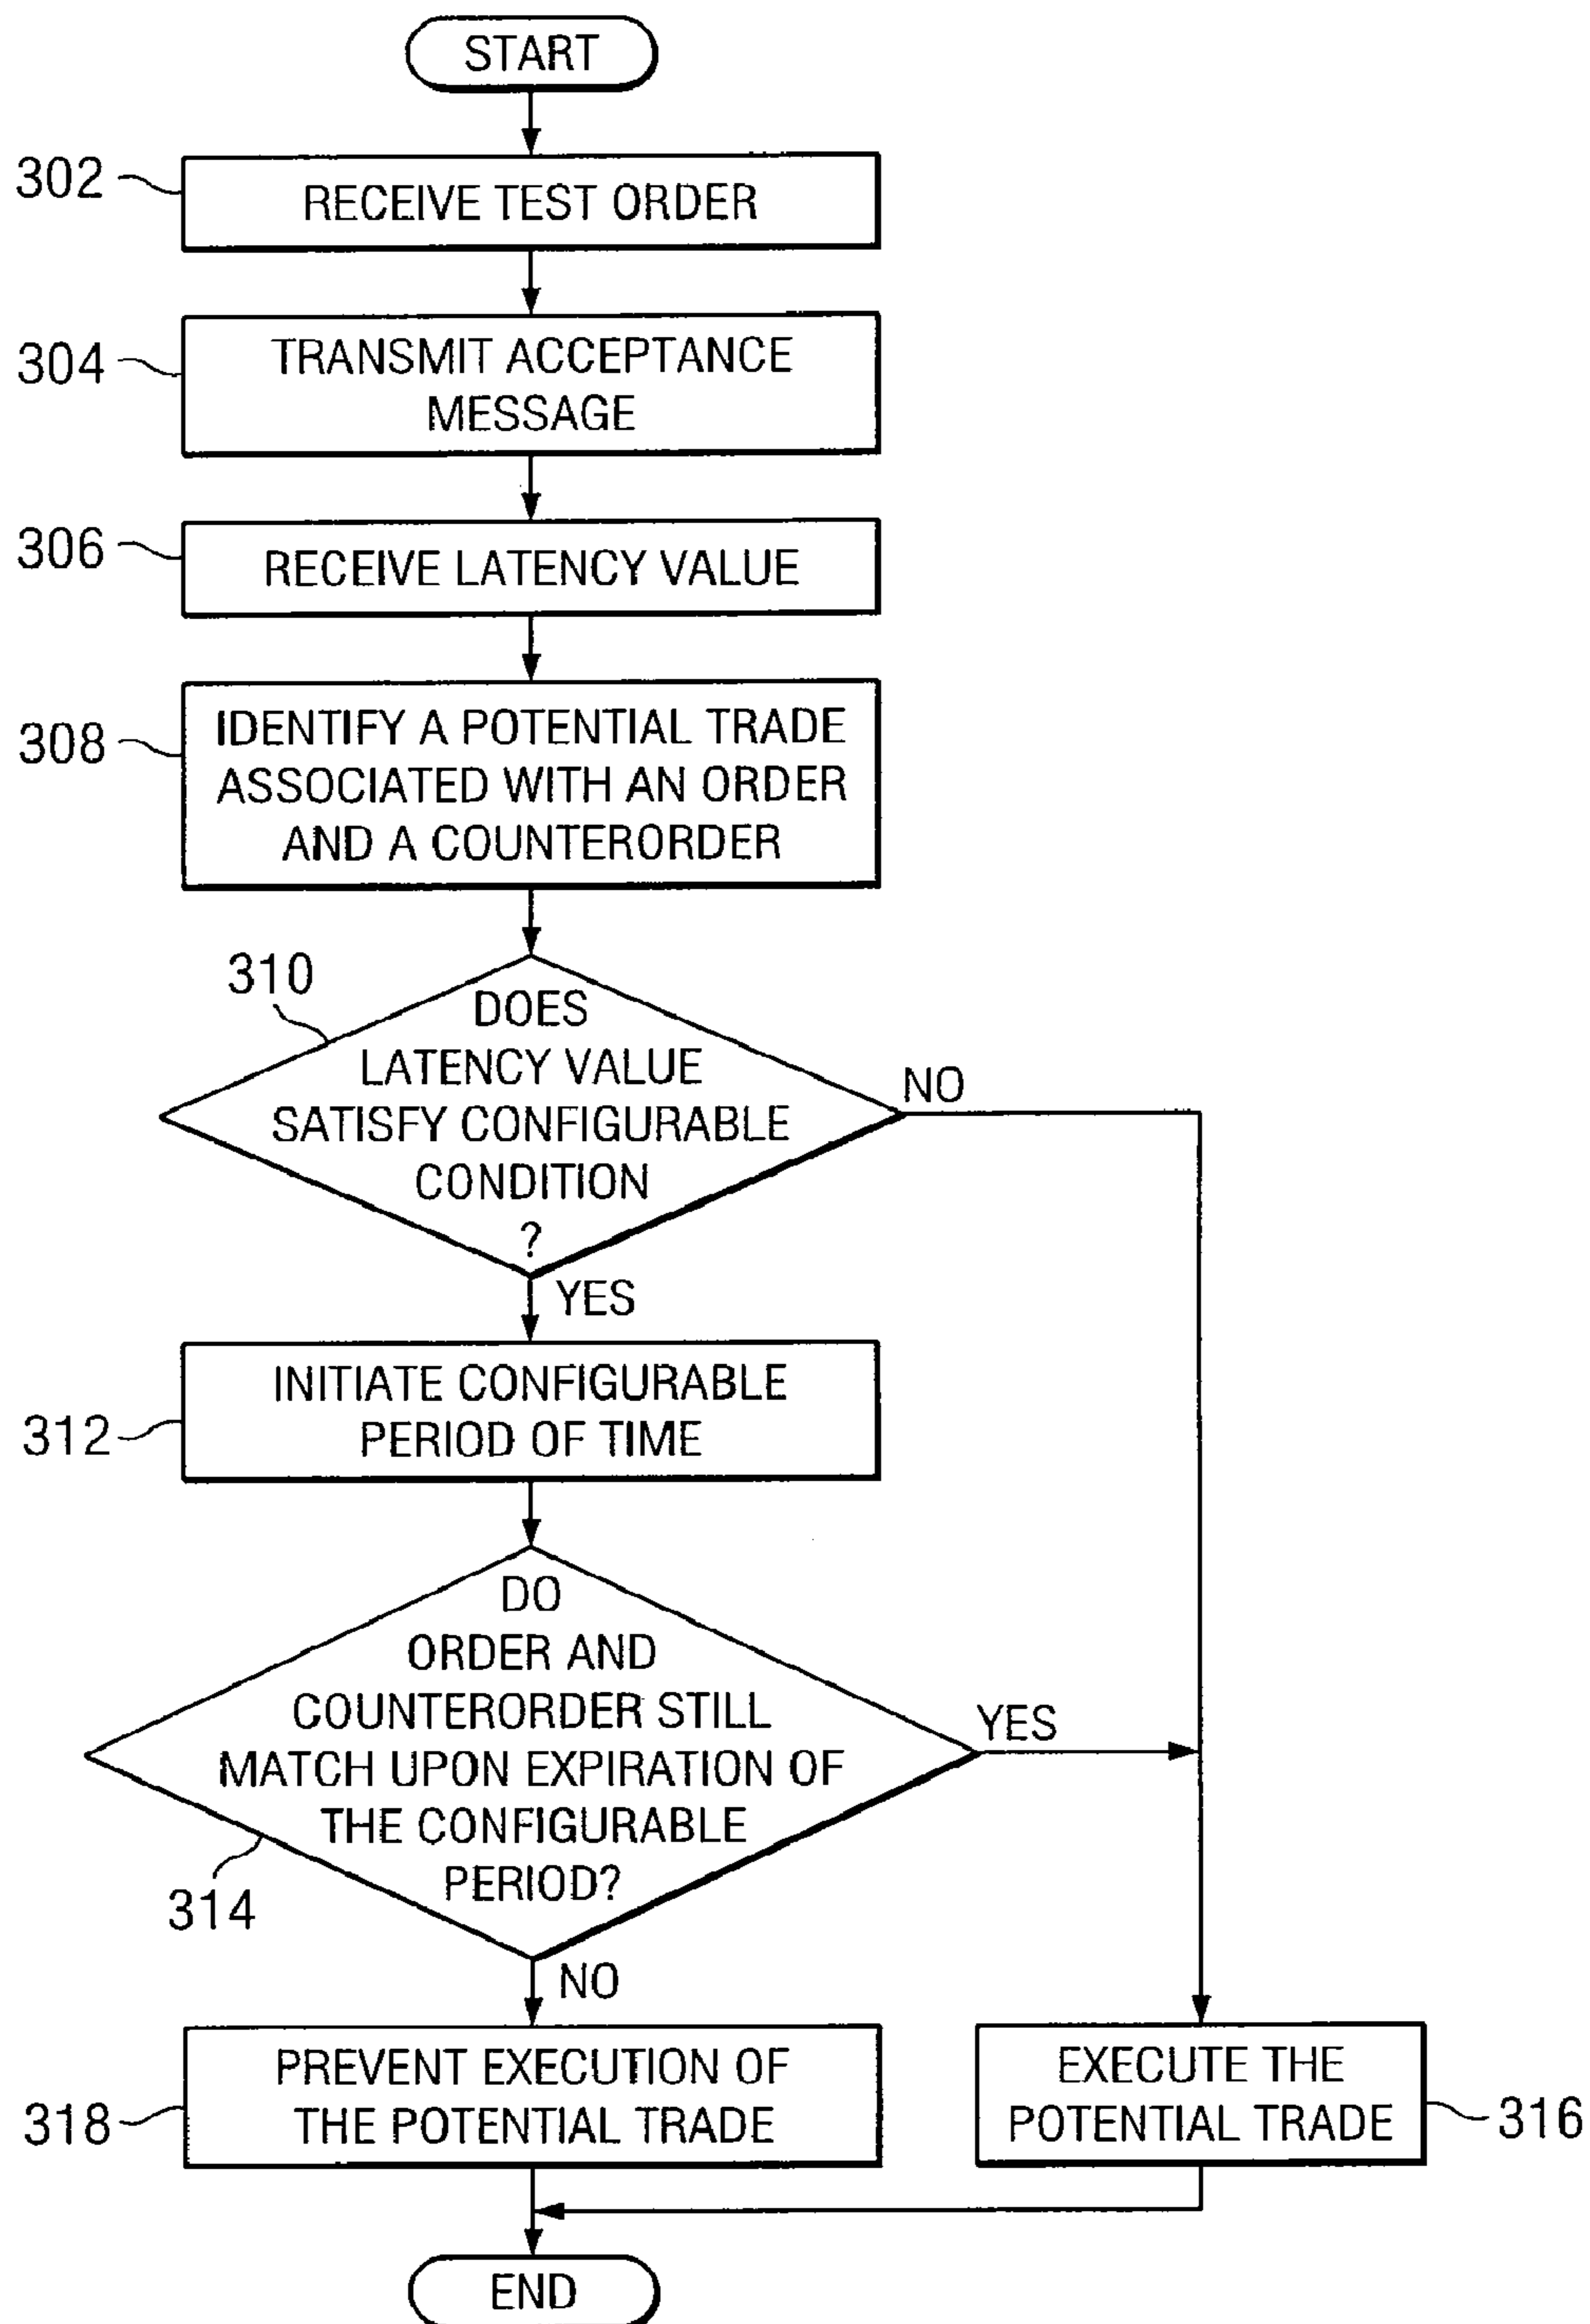 START
302
RECEIVE TEST ORDER
304
TRANSMIT ACCEPTANCE
MESSAGE
306
RECEIVE LATENCY VALUE
308
IDENTIFY A POTENTIAL TRADE
ASSOCIATED WITH AN ORDER
AND A COUNTERORDER
310
DOES
LATENCY VALUE
SATISFY CONFIGURABLE
CONDITION
?
NO
YES
312
INITIATE CONFIGURABLE
PERIOD OF TIME
DO
ORDER AND
COUNTERORDER STILL
MATCH UPON EXPIRATION OF
THE CONFIGURABLE
PERIOD?
YES
314
NO
318
PREVENT EXECUTION OF
THE POTENTIAL TRADE
EXECUTE THE
POTENTIAL TRADE
316
END